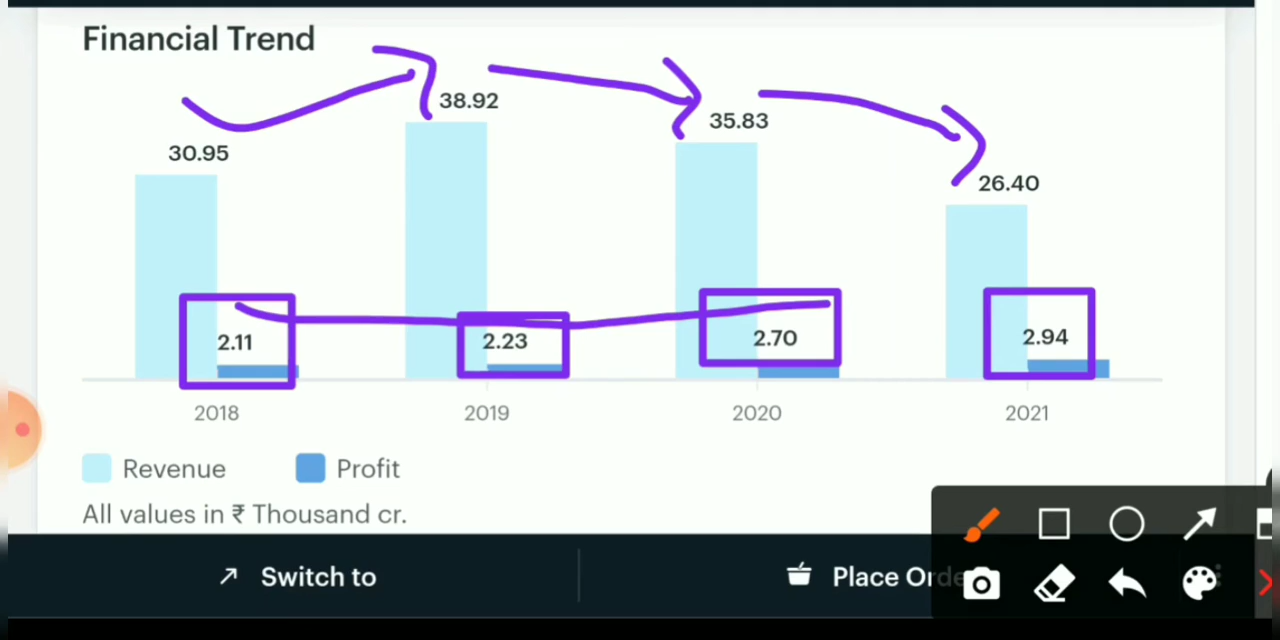 Financial Trend
30.95 38.92 35.83 26.40
2.11 2.23 2.70 2.94
2018 2019 2020 2021
Revenue Profit
All values in ₹ Thousand cr.
Switch to Place Orde